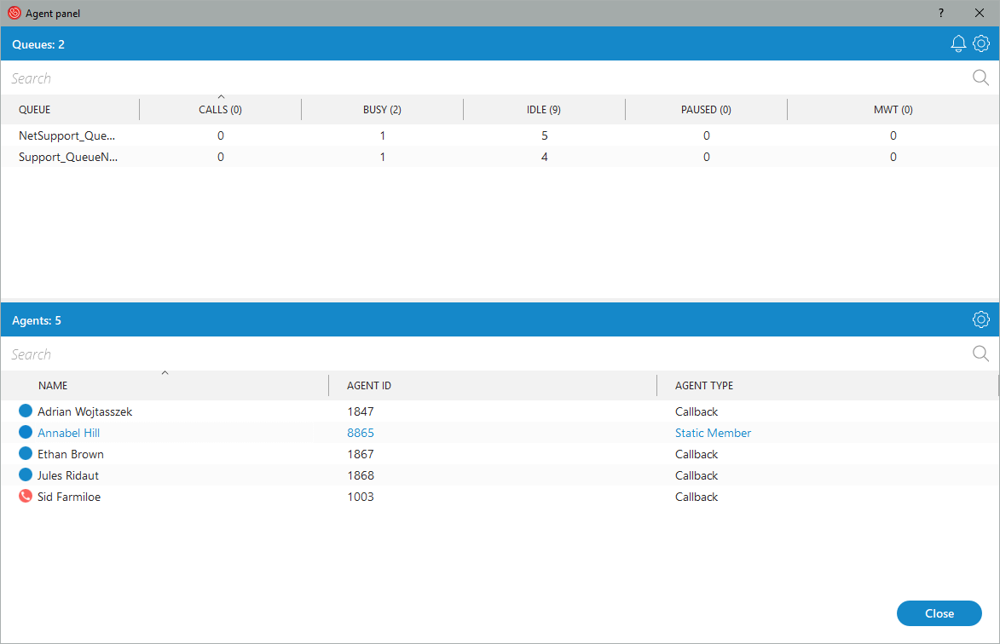 Agent panel ?
Queues: 2
Search
QUEUE CALLS (0) BUSY (2) IDLE (9) PAUSED (0) MWT (0)
NetSupport_Que... 0 1 5 0 0
Support_QueueN... 0 1 4 0 0
Agents: 5
Search
NAME AGENT ID AGENT TYPE
Adrian Wojtasszek 1847 Callback
Annabel Hill 8865 Static Member
Ethan Brown 1867 Callback
Jules Ridaut 1868 Callback
Sid Farmiloe 1003 Callback
Close